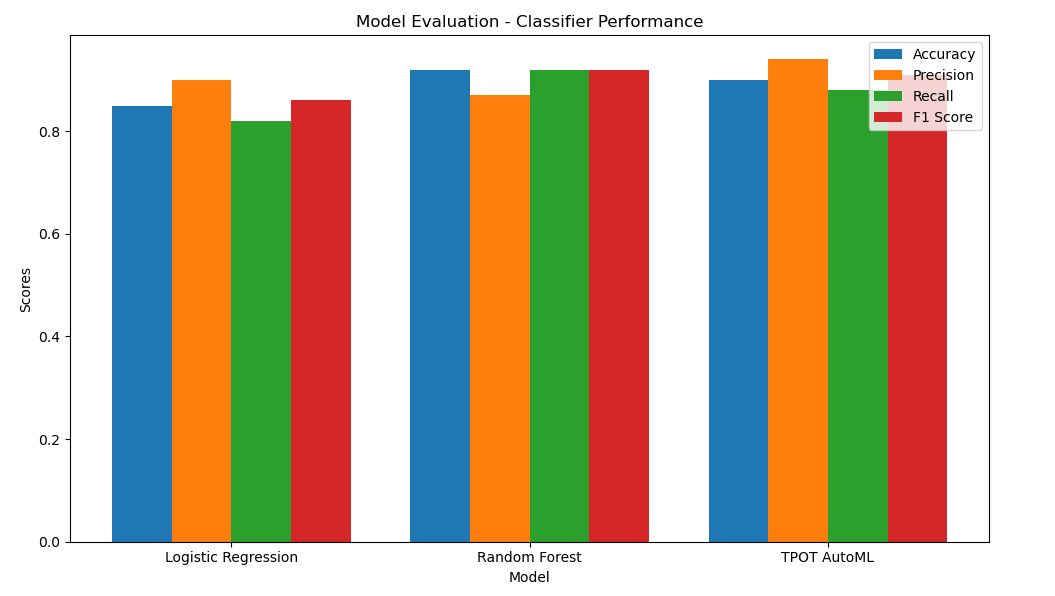 Model Evaluation - Classifier Performance
Accuracy
Precision
Recall
F1 Score
0.8
0.6
0.4
0.2
0.0
Scores
Logistic Regression Random Forest TPOT AutoML
Model